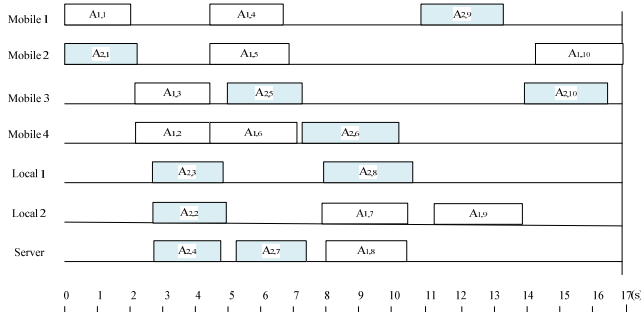 Mobile 1 A1,1 A1,4 A2,9
Mobile 2 A2,1 A1,5 A1,10
Mobile 3 A1,3 A2,5 A2,10
Mobile 4 A1,2 A1,6 A2,6
Local 1 A2,3 A2,8
Local 2 A2,2 A1,7 A1,9
Server A2,4 A2,7 A1,8
0 1 2 3 4 5 6 7 8 9 10 11 12 13 14 15 16 17(s)